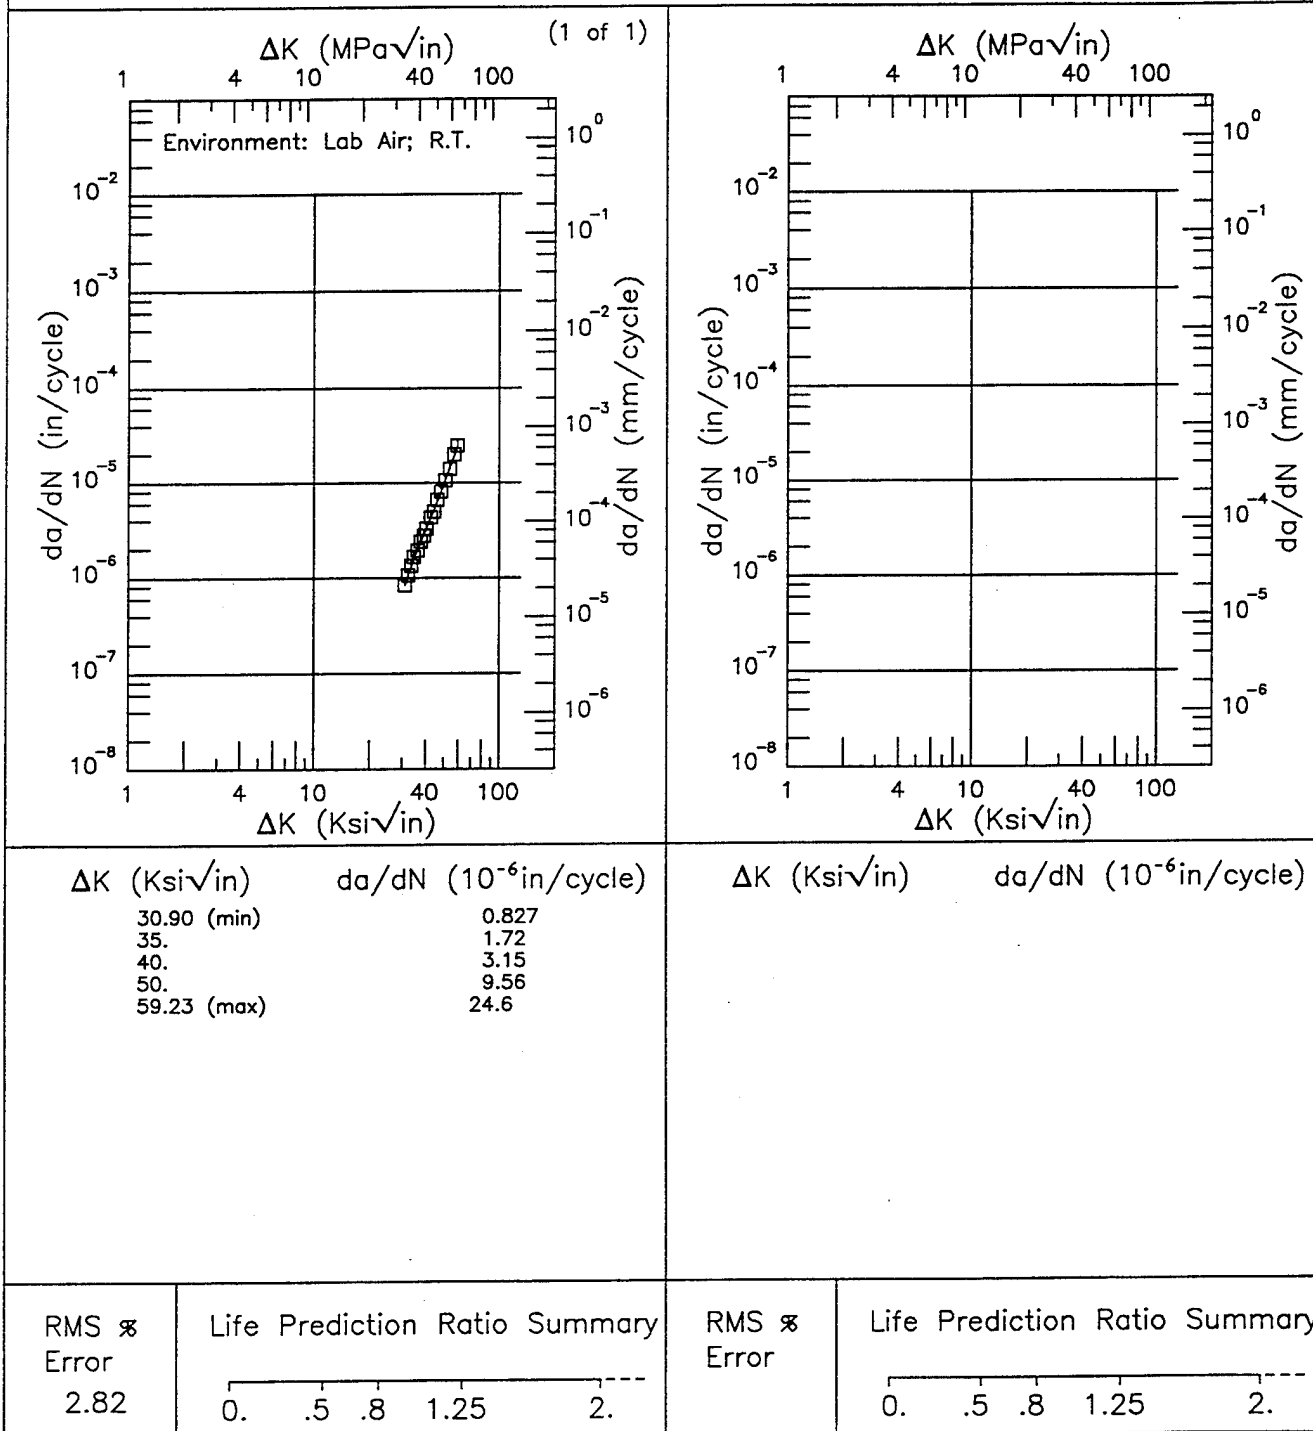 (1 of 1)
ΔK (MPa√in)
1 4 10 40 100
Environment: Lab Air; R.T.
da/dN (in/cycle)
10⁻²
10⁻³
10⁻⁴
10⁻⁵
10⁻⁶
10⁻⁷
10⁻⁸
10⁰
10⁻¹
10⁻²
10⁻³
10⁻⁴
10⁻⁵
10⁻⁶
da/dN (mm/cycle)
1 4 10 40 100
ΔK (Ksi√in)
ΔK (MPa√in)
1 4 10 40 100
da/dN (in/cycle)
10⁻²
10⁻³
10⁻⁴
10⁻⁵
10⁻⁶
10⁻⁷
10⁻⁸
10⁰
10⁻¹
10⁻²
10⁻³
10⁻⁴
10⁻⁵
10⁻⁶
da/dN (mm/cycle)
1 4 10 40 100
ΔK (Ksi√in)
ΔK (Ksi√in) da/dN (10⁻⁶in/cycle)
30.90 (min) 0.827
35. 1.72
40. 3.15
50. 9.56
59.23 (max) 24.6
ΔK (Ksi√in) da/dN (10⁻⁶in/cycle)
RMS %
Error
2.82
Life Prediction Ratio Summary
0. .5 .8 1.25 2.
RMS %
Error
Life Prediction Ratio Summary
0. .5 .8 1.25 2.